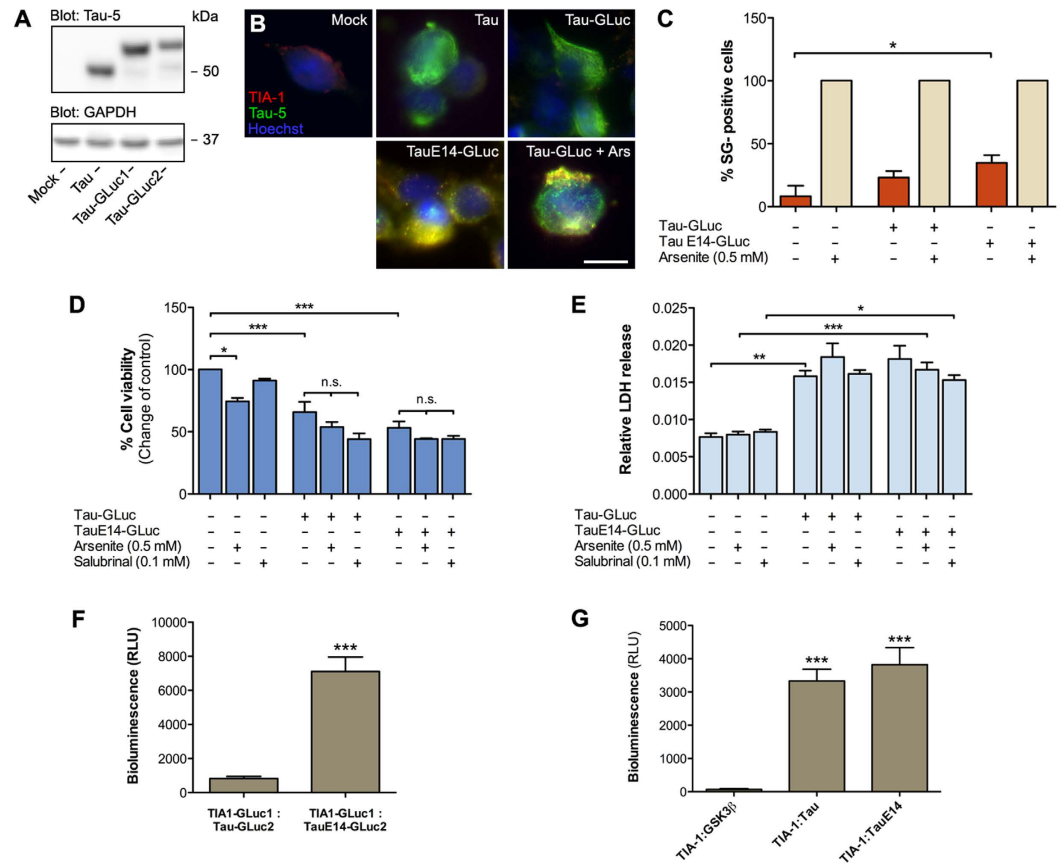 A
Blot: Tau-5
kDa
– 50
Blot: GAPDH
– 37
Mock –
Tau –
Tau-GLuc1–
Tau-GLuc2–
B
Mock
TIA-1
Tau-5
Hoechst
Tau
Tau-GLuc
TauE14-GLuc
Tau-GLuc + Ars
C
% SG- positive cells
150
100
50
0
*
Tau-GLuc – – + + – –
Tau E14-GLuc – – – – + +
Arsenite (0.5 mM) – + – + – +
D
% Cell viability
(Change of control)
150
100
50
0
***
***
*
n.s.
n.s.
Tau-GLuc – – – + + + – – –
TauE14-GLuc – – – – – – + + +
Arsenite (0.5 mM) – + – – + – – + –
Salubrinal (0.1 mM) – – + – – + – – +
E
Relative LDH release
0.025
0.020
0.015
0.010
0.005
0.000
*
***
**
Tau-GLuc – – – + + + – – –
TauE14-GLuc – – – – – – + + +
Arsenite (0.5 mM) – + – – + – – + –
Salubrinal (0.1 mM) – – + – – + – – +
F
Bioluminescence (RLU)
10000
8000
6000
4000
2000
0
***
TIA1-GLuc1 :
Tau-GLuc2
TIA1-GLuc1 :
TauE14-GLuc2
G
Bioluminescence (RLU)
5000
4000
3000
2000
1000
0
***
***
TIA-1:GSK3β
TIA-1:Tau
TIA-1:TauE14